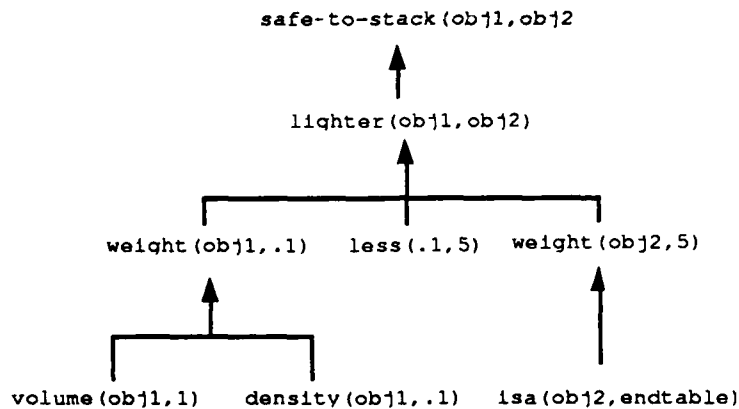 safe-to-stack(obj1,obj2
lighter(obj1,obj2)
weight(obj1,.1) less(.1,5) weight(obj2,5)
volume(obj1,1) density(obj1,.1) isa(obj2,endtable)